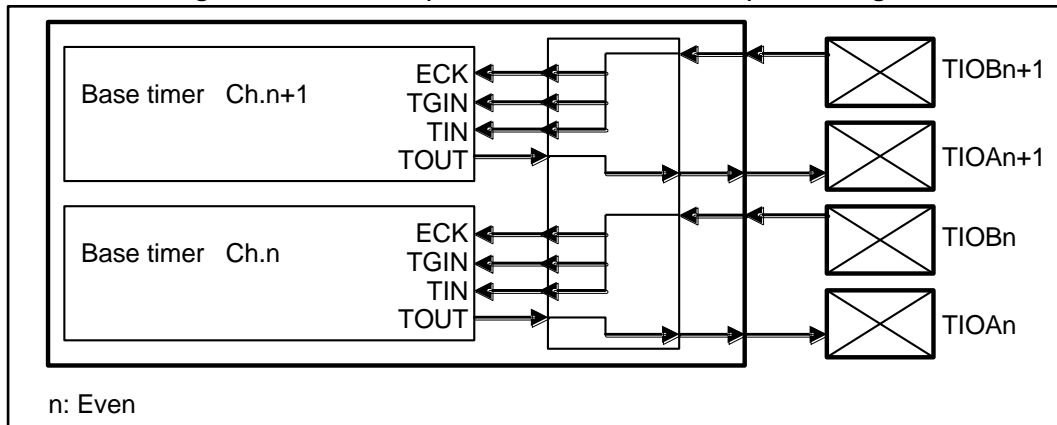 ECK
Base timer Ch.n+1
TGIN
TIN
TOUT
TIOBn+1
TIOAn+1
ECK
Base timer Ch.n
TGIN
TIN
TOUT
TIOBn
TIOAn
n: Even